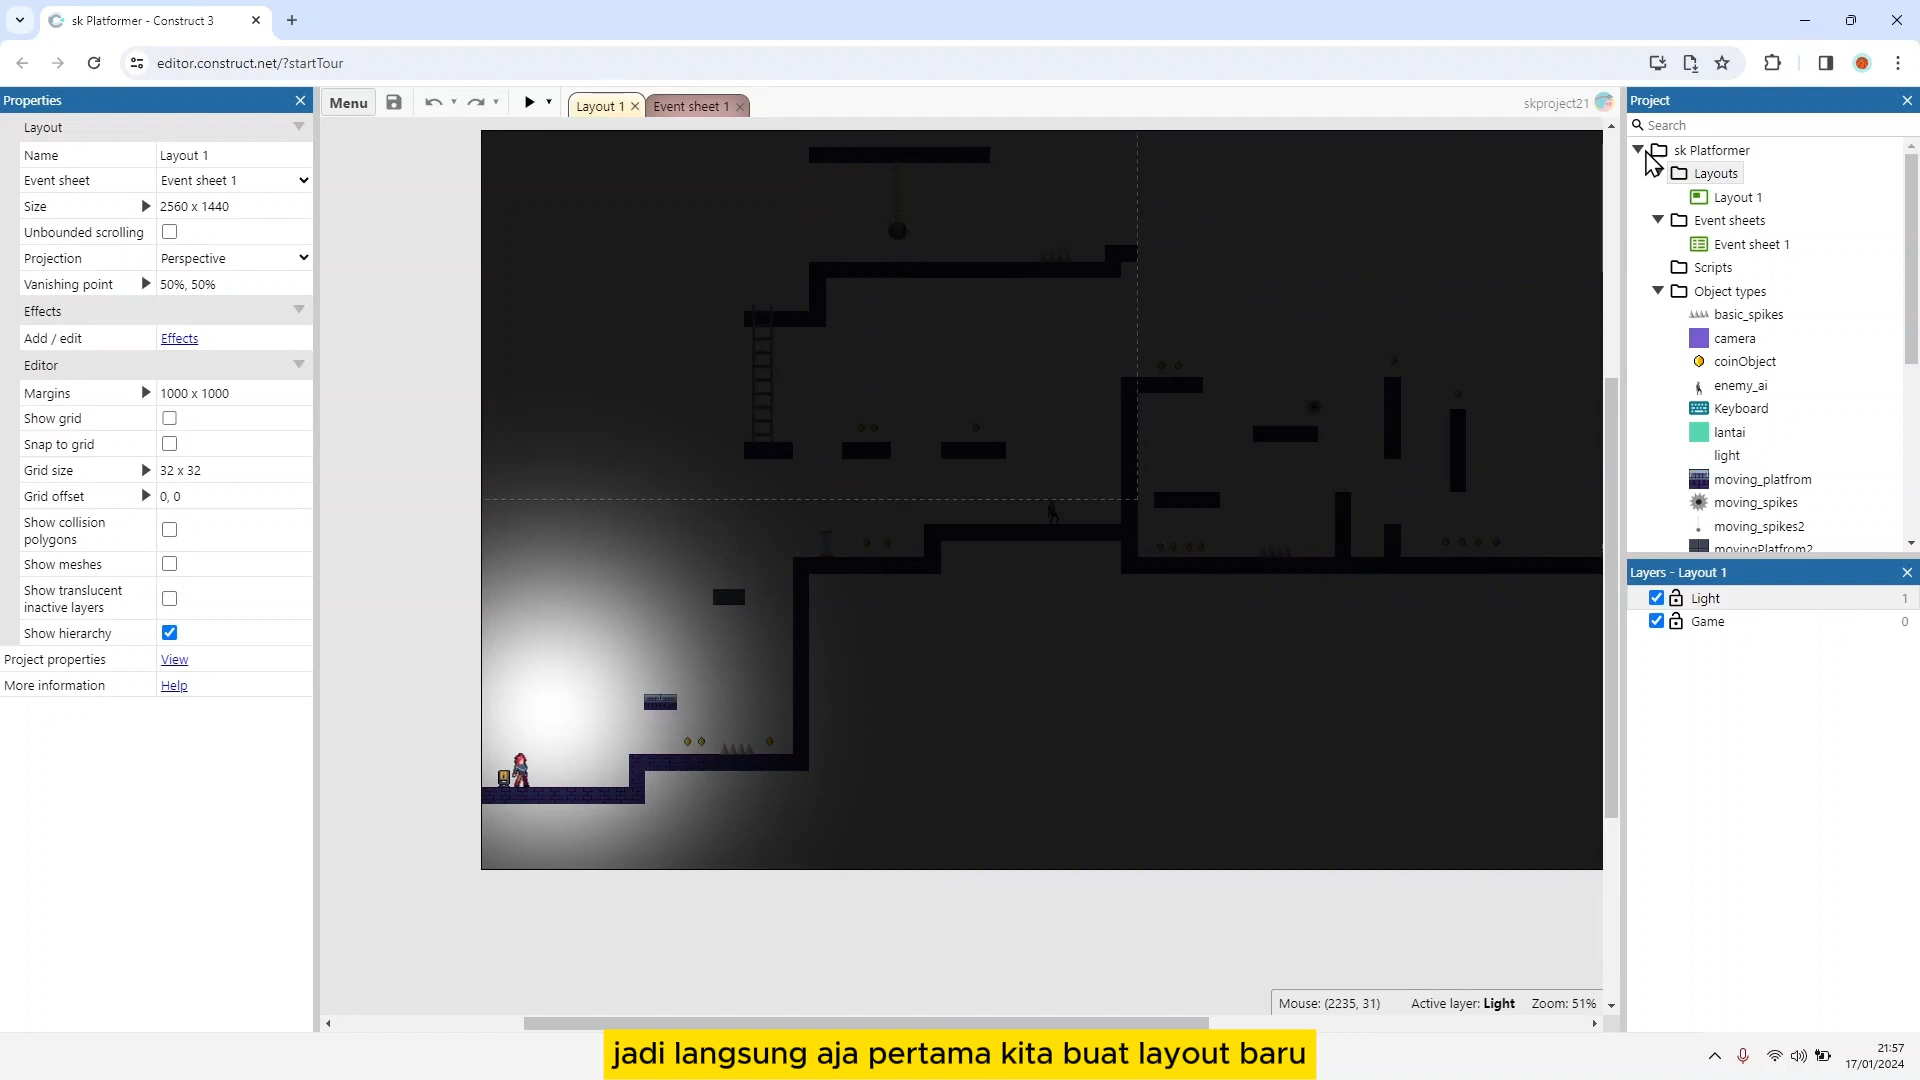 sk Platformer - Construct 3
editor.construct.net/?startTour
Properties
Layout
Name Layout 1
Event sheet Event sheet 1
Size 2560 x 1440
Unbounded scrolling
Projection Perspective
Vanishing point 50%, 50%
Effects
Add / edit Effects
Editor
Margins 1000 x 1000
Show grid
Snap to grid
Grid size 32 x 32
Grid offset 0, 0
Show collision
polygons
Show meshes
Show translucent
inactive layers
Show hierarchy
Project properties View
More information Help
Menu
Layout 1
Event sheet 1
skproject21
Mouse: (2235, 31) Active layer: Light Zoom: 51%
Project
Search
sk Platformer
Layouts
Layout 1
Event sheets
Event sheet 1
Scripts
Object types
basic_spikes
camera
coinObject
enemy_ai
Keyboard
lantai
light
moving_platfrom
moving_spikes
moving_spikes2
movingPlatfrom2
Layers - Layout 1
Light 1
Game 0
jadi langsung aja pertama kita buat layout baru
21:57
17/01/2024